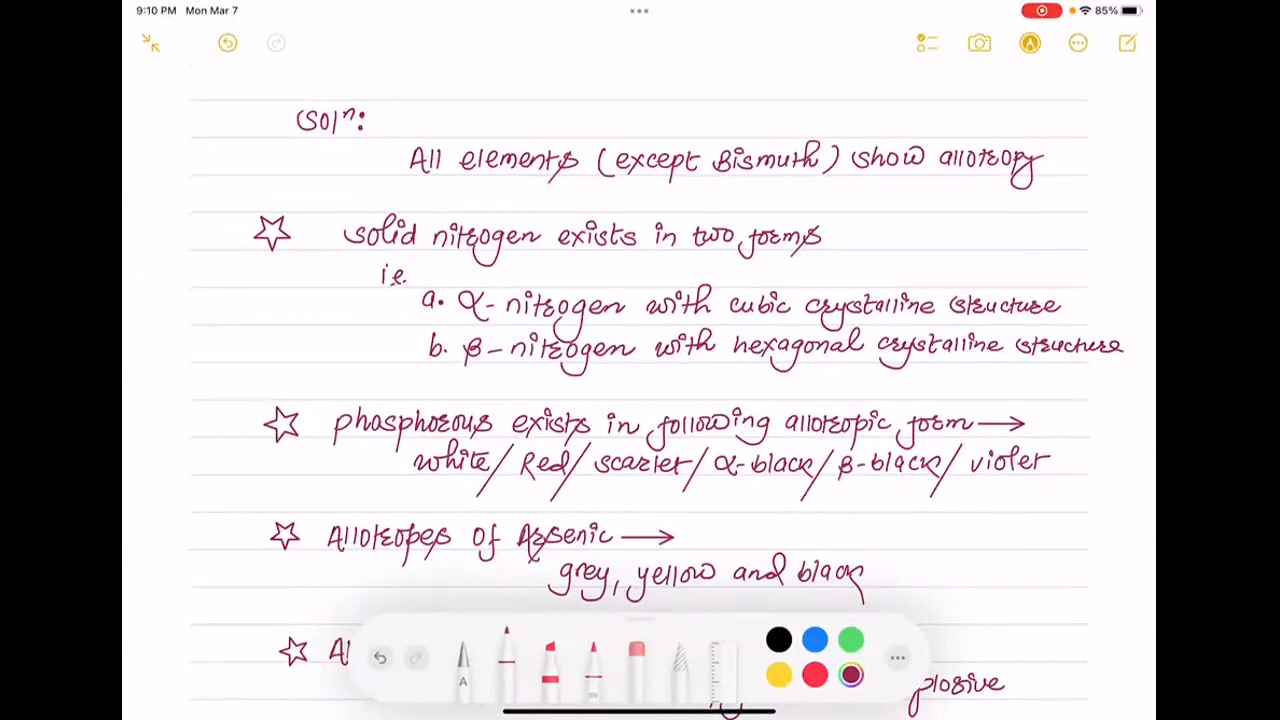 9:10 PM Mon Mar 7
85%
Solⁿ:
All elements (except Bismuth) show allotropy
solid nitrogen exists in two forms
i.e.
a. α- nitrogen with cubic crystalline structure
b. β- nitrogen with hexagonal crystalline structure
phosphorous exists in following allotropic form →
white/ Red/ scarlet/ α-black/ β-black/ violet
Allotropes of Arsenic →
grey, yellow and black
Al
plosive
A
50